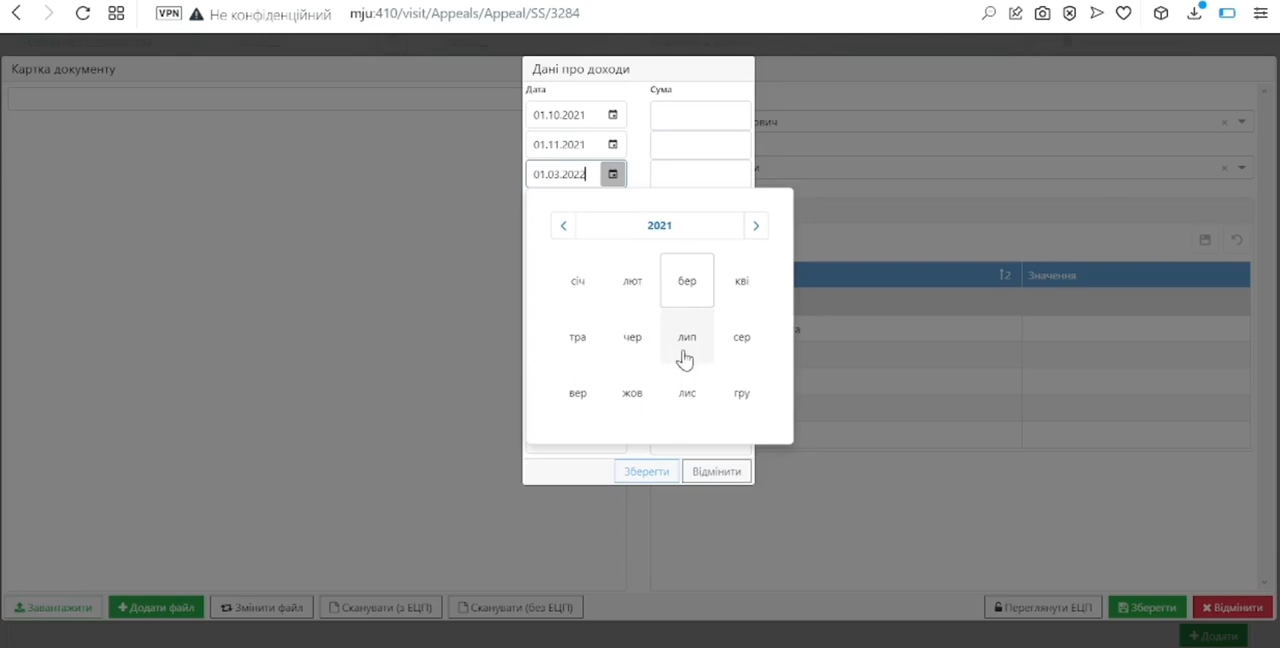 VPN Не конфіденційний mju:410/visit/Appeals/Appeal/SS/3284
Картка документу
Дані про доходи
Дата Сума
01.10.2021
ович
01.11.2021
01.03.2022
2021
січ лют бер кві
тра чер лип сер
вер жов лис гру
12 Значення
Зберегти Відмінити
Завантажити Додати файл Змінити файл Сканувати (з ЕЦП) Сканувати (без ЕЦП) Переглянути ЕЦП Зберегти Відмінити
Додати